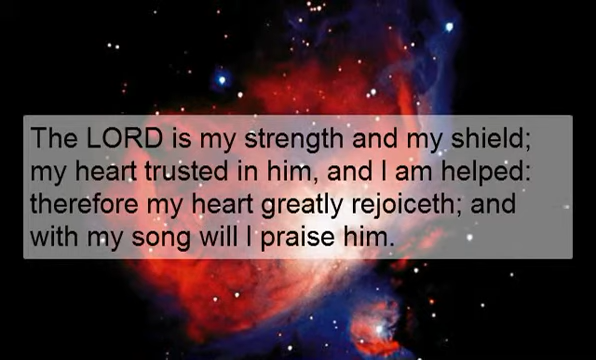 The LORD is my strength and my shield;
my heart trusted in him, and I am helped:
therefore my heart greatly rejoiceth; and
with my song will I praise him.